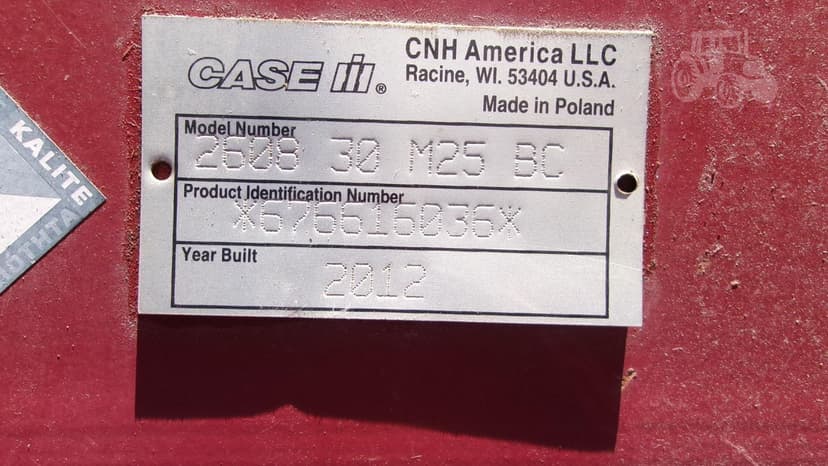 CASE IH®
CNH America LLC
Racine, WI. 53404 U.S.A.
Made in Poland
Model Number
2608 30 M25 BC
Product Identification Number
*676616036*
Year Built
2012
KALITE